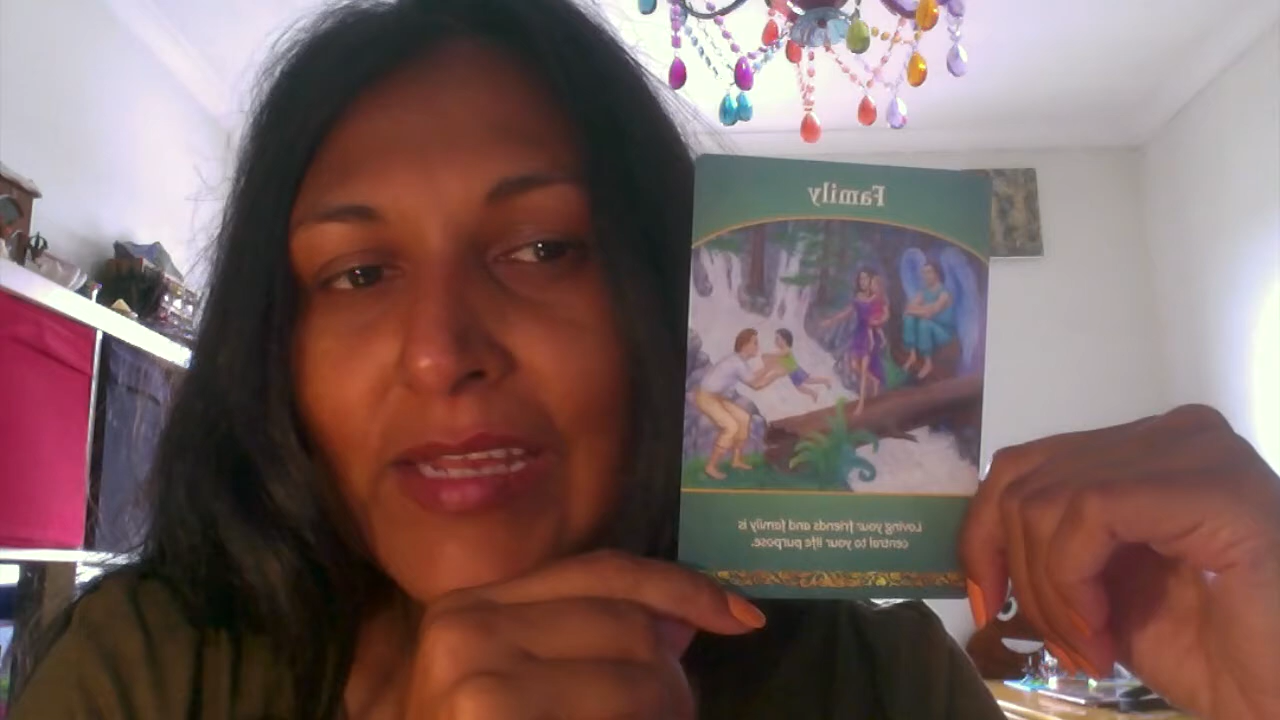 Family
Loving your friends and family is
central to your life purpose.